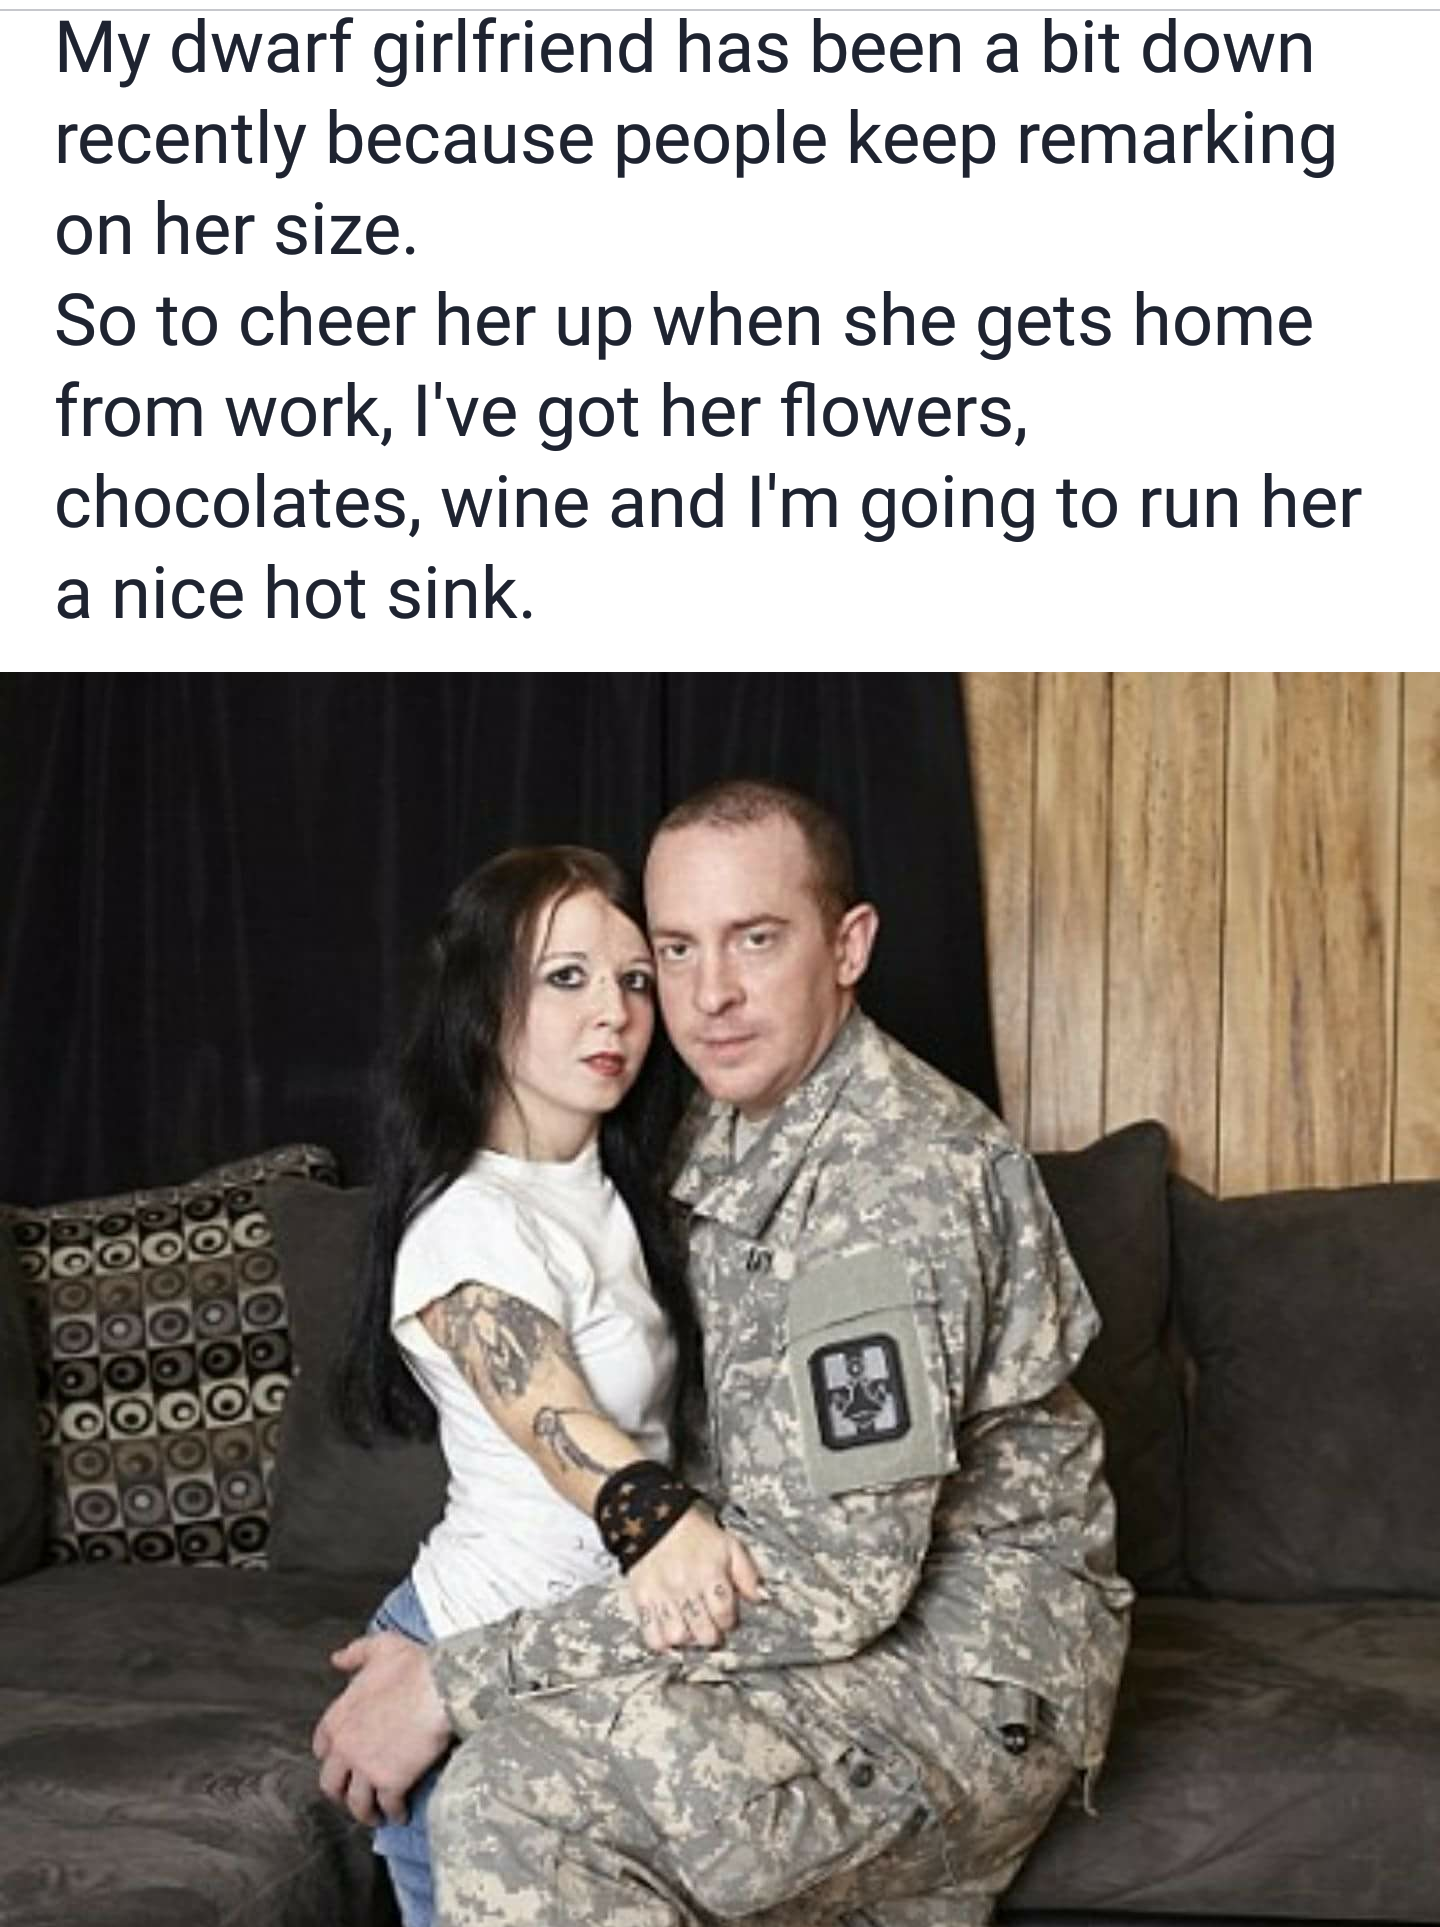 My dwarf girlfriend has been a bit down
recently because people keep remarking
on her size.
So to cheer her up when she gets home
from work, I've got her flowers,
chocolates, wine and I'm going to run her
a nice hot sink.